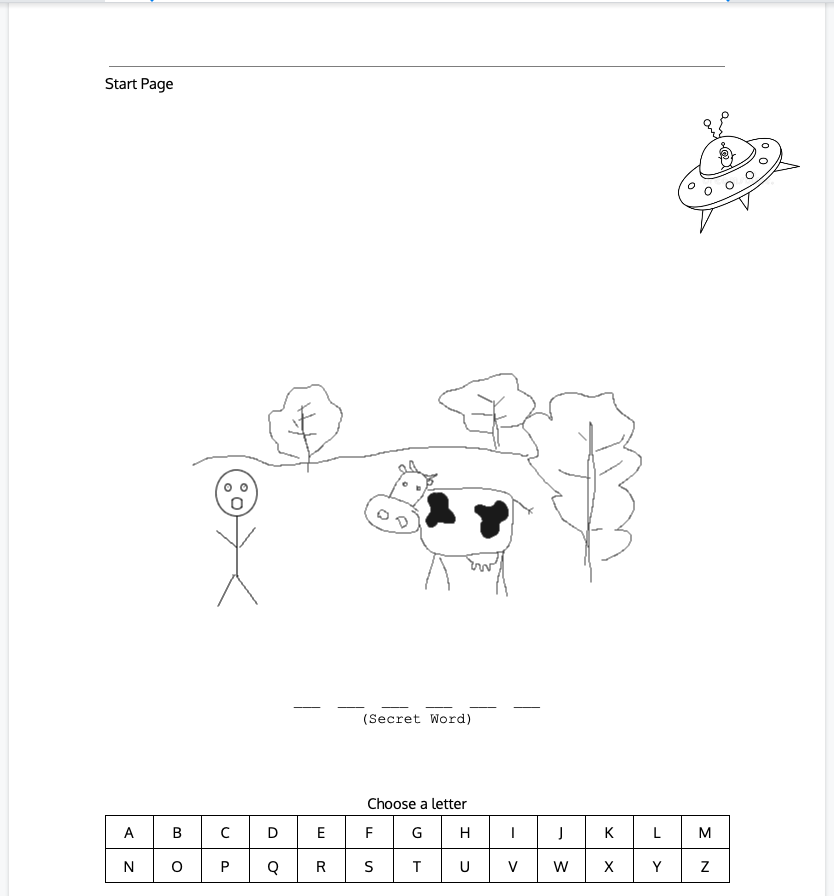 Start Page
___ ___ ___ ___ ___ ___
(Secret Word)
Choose a letter
A B C D E F G H I J K L M
N O P Q R S T U V W X Y Z